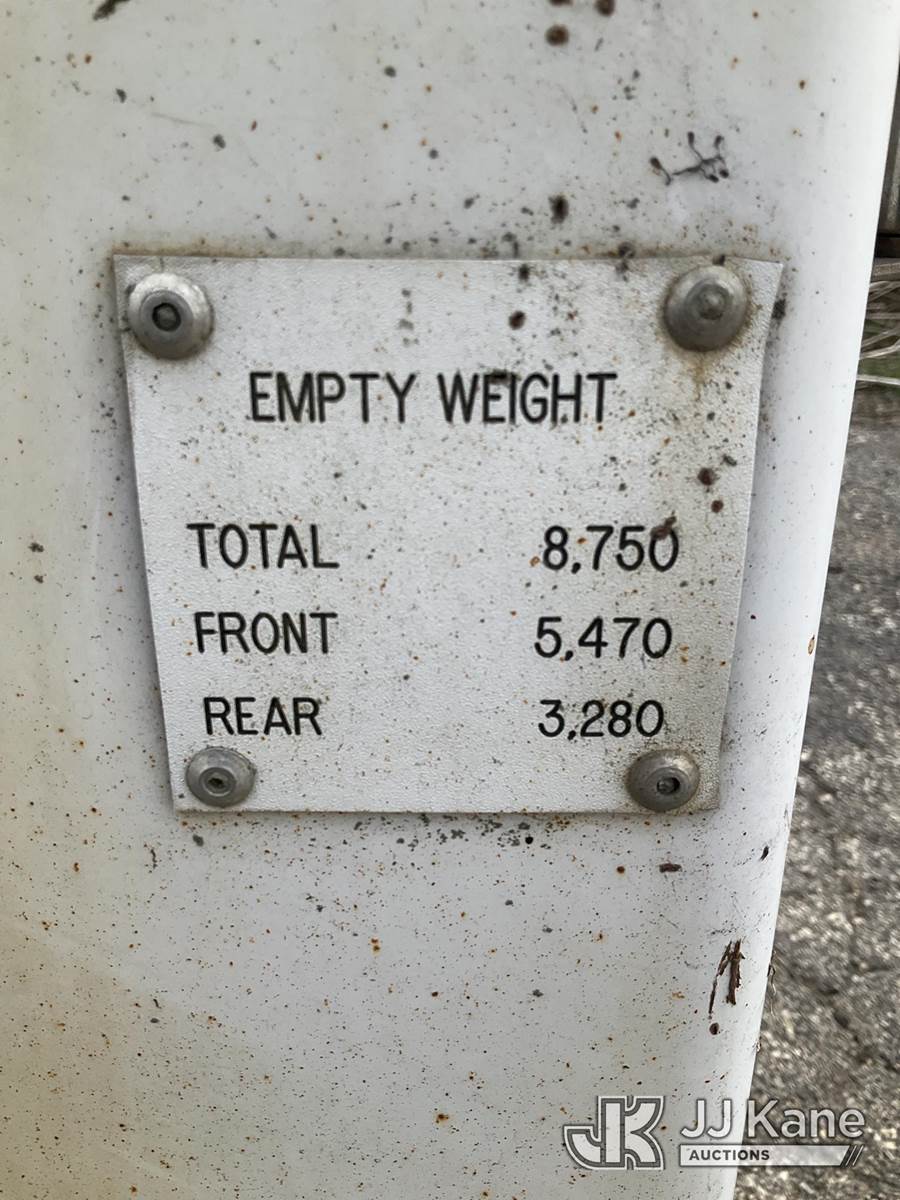 EMPTY WEIGHT
TOTAL 8,750
FRONT 5,470
REAR 3,280
JK JJ Kane
AUCTIONS